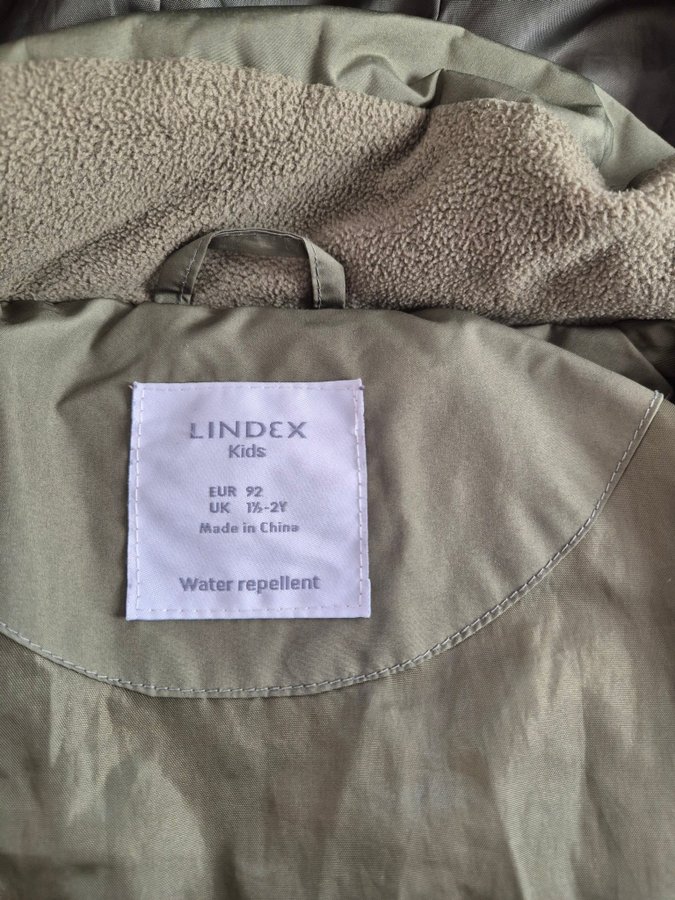 LINDEX
Kids
EUR 92
UK 1½-2Y
Made in China
Water repellent